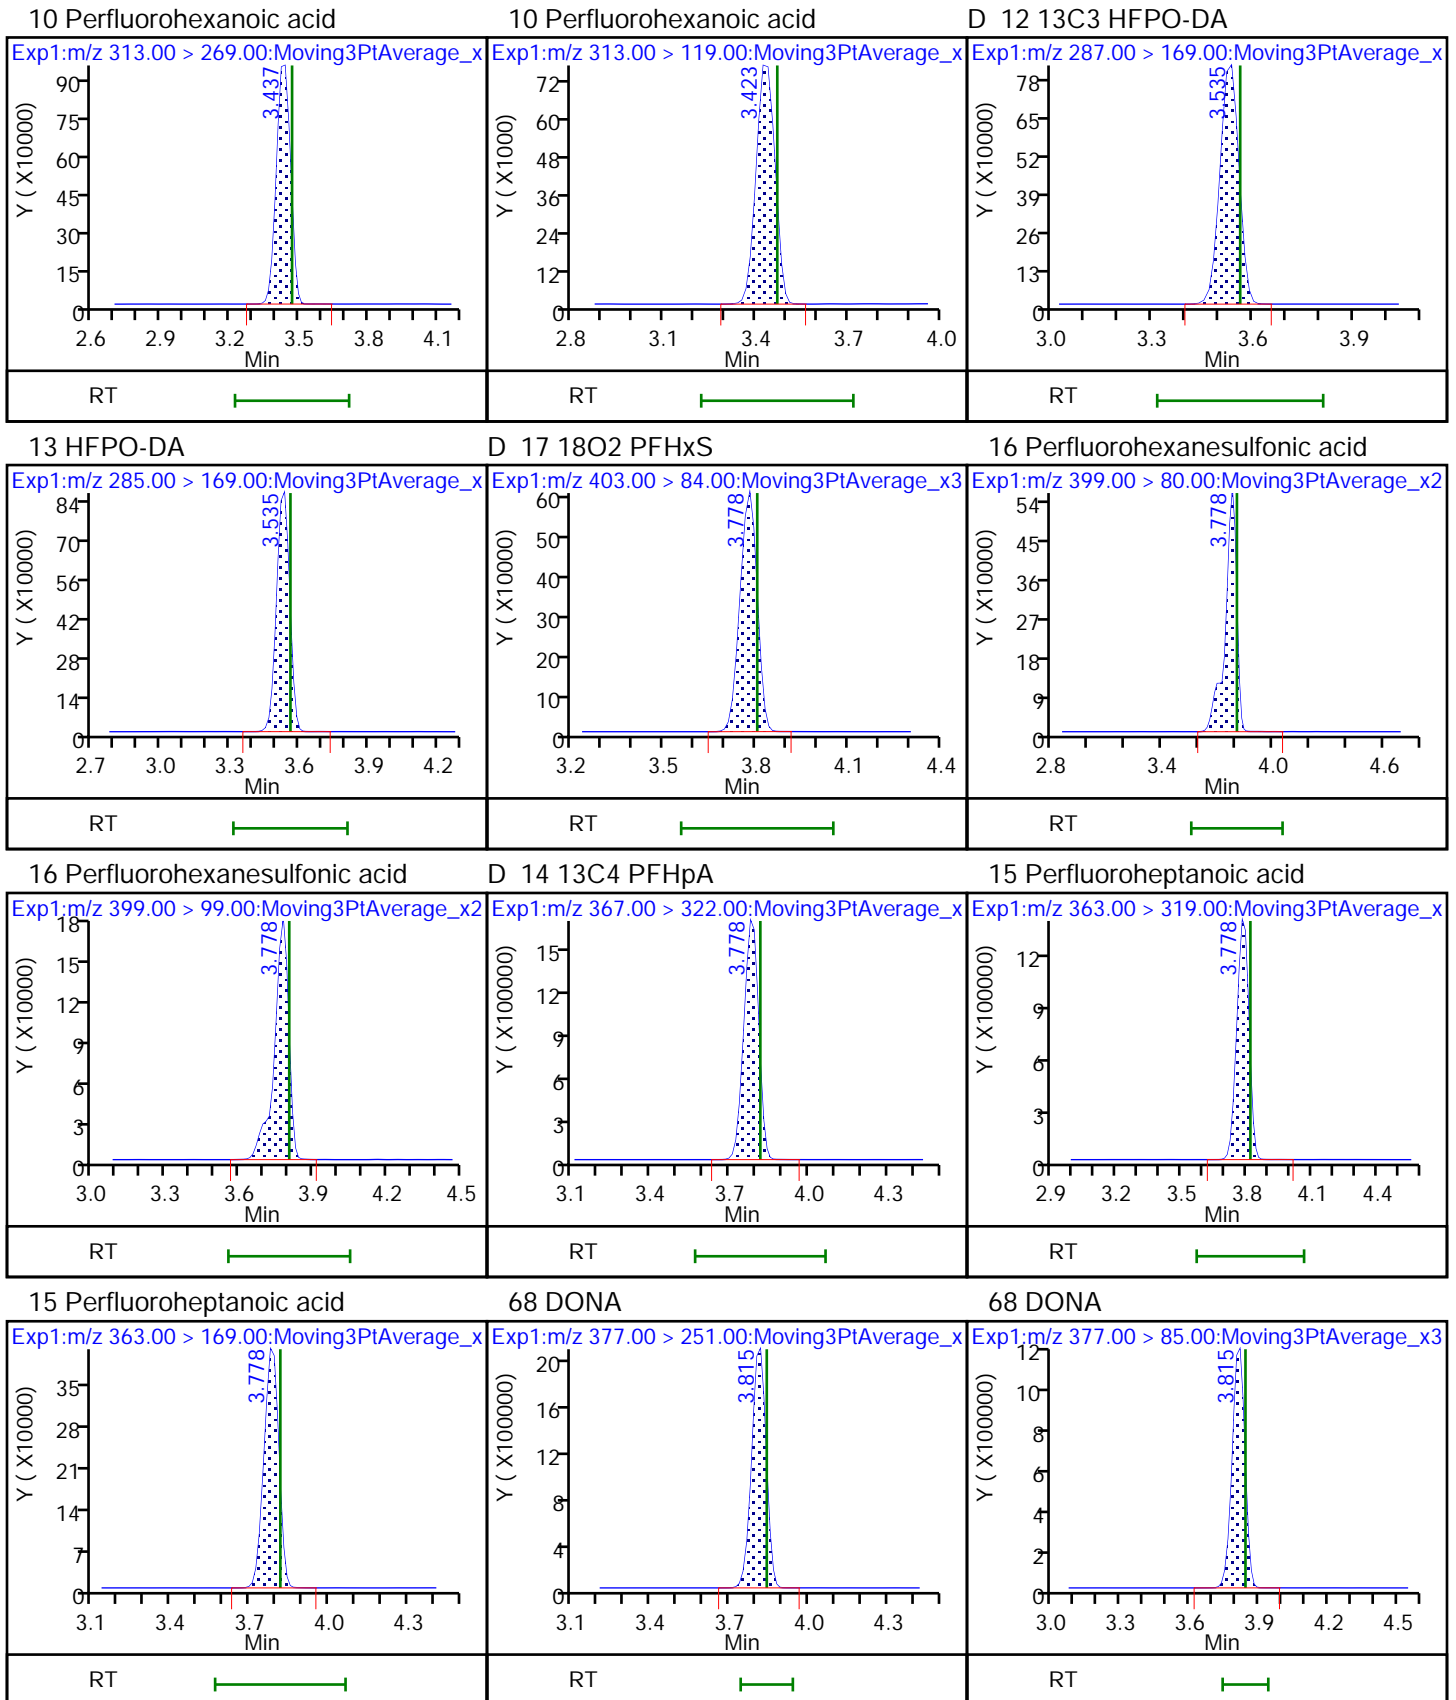 10 Perfluorohexanoic acid
Exp1:m/z 313.00 > 269.00:Moving3PtAverage_x
Y ( X10000)
90
75
60
45
30
15
0
3.437
2.6 2.9 3.2 3.5 3.8 4.1
Min
RT
10 Perfluorohexanoic acid
Exp1:m/z 313.00 > 119.00:Moving3PtAverage_x
Y ( X1000)
72
60
48
36
24
12
0
3.423
2.8 3.1 3.4 3.7 4.0
Min
RT
D 12 13C3 HFPO-DA
Exp1:m/z 287.00 > 169.00:Moving3PtAverage_x
Y ( X10000)
78
65
52
39
26
13
0
3.535
3.0 3.3 3.6 3.9
Min
RT
13 HFPO-DA
Exp1:m/z 285.00 > 169.00:Moving3PtAverage_x
Y ( X10000)
84
70
56
42
28
14
0
3.535
2.7 3.0 3.3 3.6 3.9 4.2
Min
RT
D 17 18O2 PFHxS
Exp1:m/z 403.00 > 84.00:Moving3PtAverage_x3
Y ( X10000)
60
50
40
30
20
10
0
3.778
3.2 3.5 3.8 4.1 4.4
Min
RT
16 Perfluorohexanesulfonic acid
Exp1:m/z 399.00 > 80.00:Moving3PtAverage_x2
Y ( X10000)
54
45
36
27
18
9
0
3.778
2.8 3.4 4.0 4.6
Min
RT
16 Perfluorohexanesulfonic acid
Exp1:m/z 399.00 > 99.00:Moving3PtAverage_x2
Y ( X10000)
18
15
12
9
6
3
0
3.778
3.0 3.3 3.6 3.9 4.2 4.5
Min
RT
D 14 13C4 PFHpA
Exp1:m/z 367.00 > 322.00:Moving3PtAverage_x
Y ( X100000)
15
12
9
6
3
0
3.778
3.1 3.4 3.7 4.0 4.3
Min
RT
15 Perfluoroheptanoic acid
Exp1:m/z 363.00 > 319.00:Moving3PtAverage_x
Y ( X100000)
12
9
6
3
0
3.778
2.9 3.2 3.5 3.8 4.1 4.4
Min
RT
15 Perfluoroheptanoic acid
Exp1:m/z 363.00 > 169.00:Moving3PtAverage_x
Y ( X10000)
35
28
21
14
7
0
3.778
3.1 3.4 3.7 4.0 4.3
Min
RT
68 DONA
Exp1:m/z 377.00 > 251.00:Moving3PtAverage_x
Y ( X100000)
20
16
12
8
4
0
3.815
3.1 3.4 3.7 4.0 4.3
Min
RT
68 DONA
Exp1:m/z 377.00 > 85.00:Moving3PtAverage_x3
Y ( X100000)
12
10
8
6
4
2
0
3.815
3.0 3.3 3.6 3.9 4.2 4.5
Min
RT